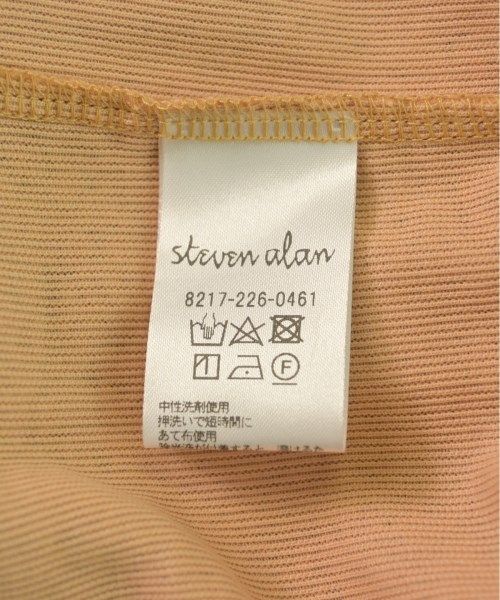 steven alan
8217-226-0461
中性洗剤使用
押洗いで短時間に
あて布使用